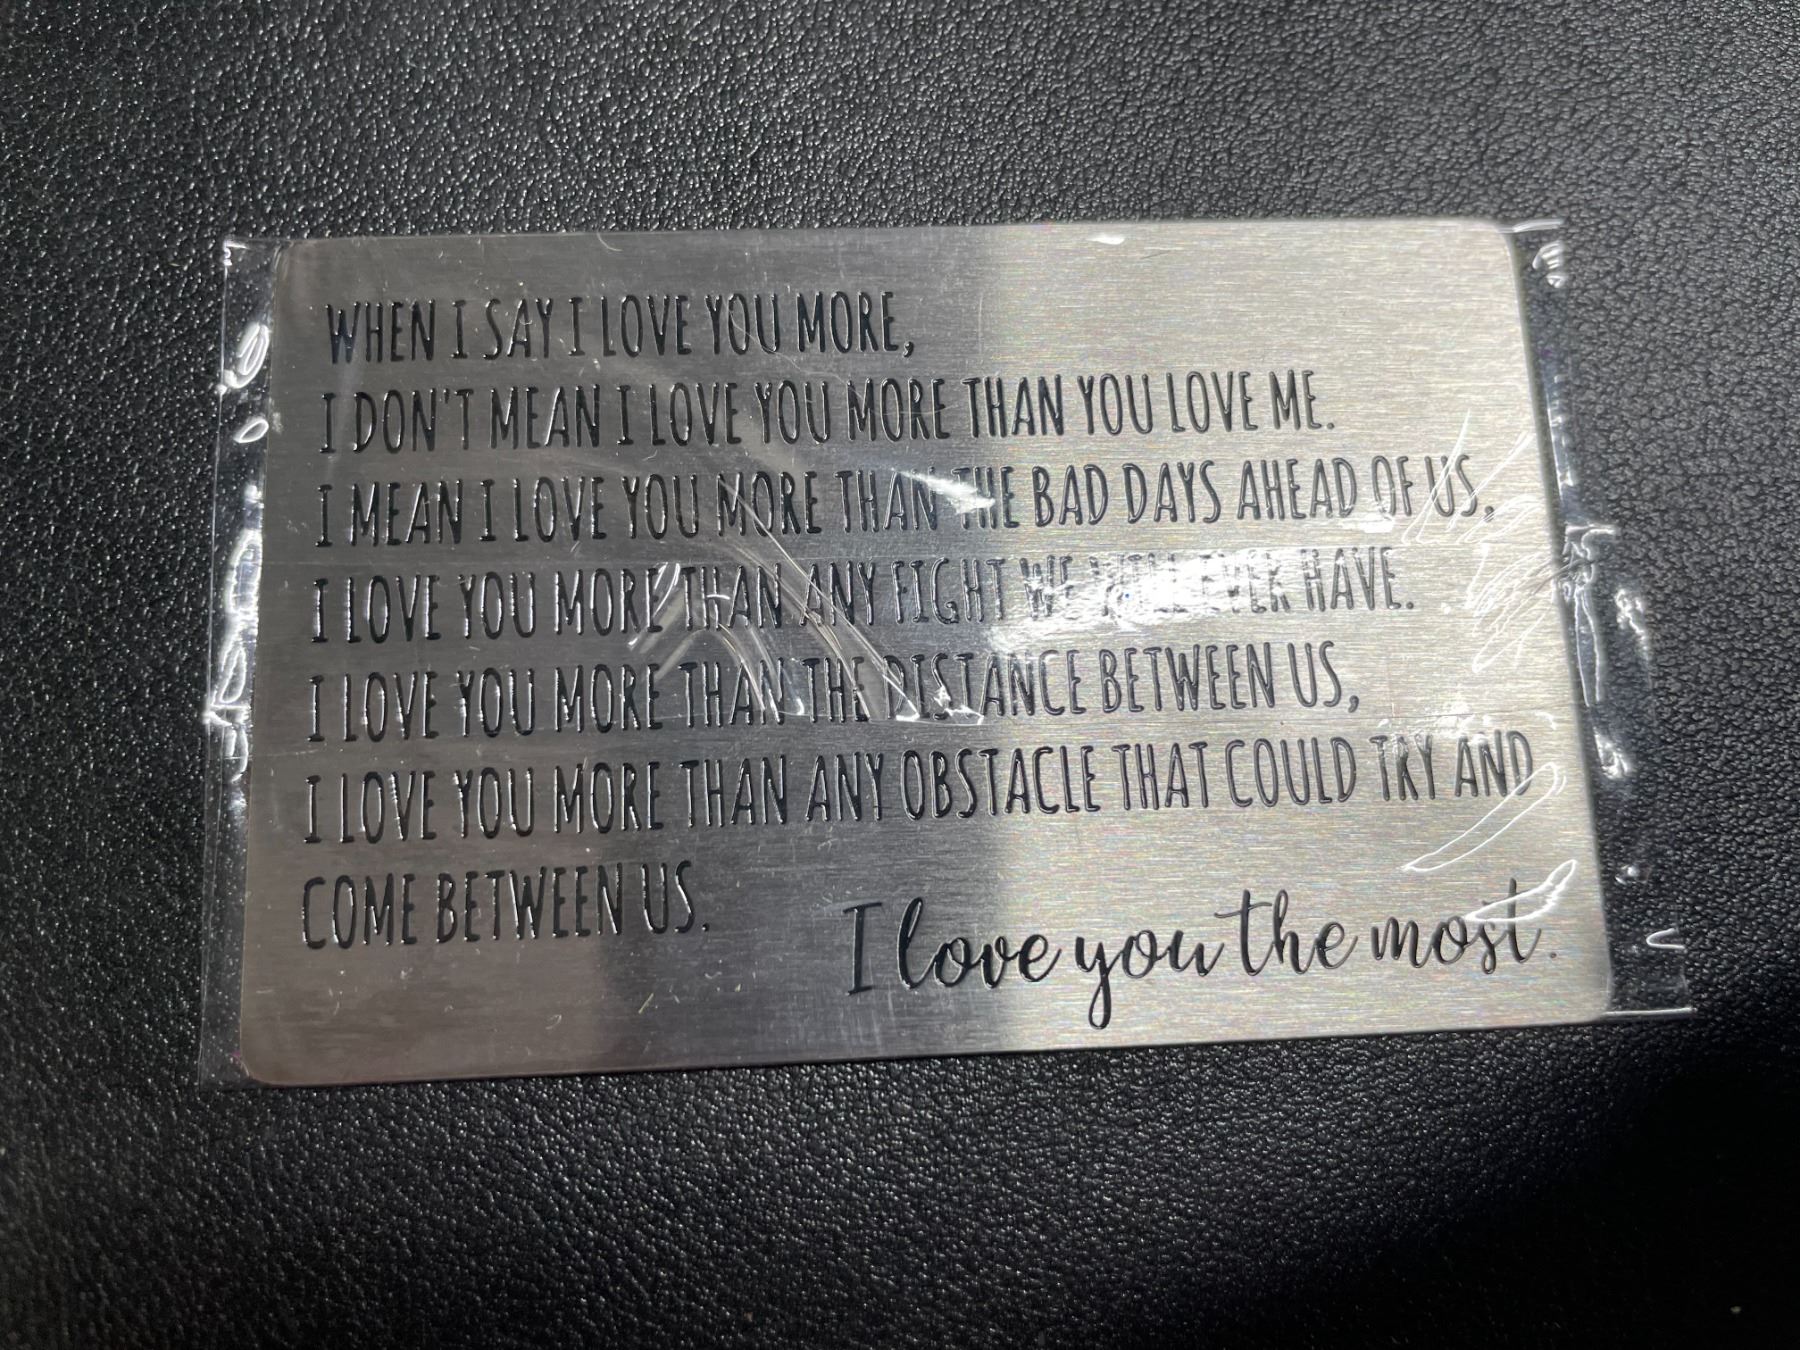 WHEN I SAY I LOVE YOU MORE,
I DON'T MEAN I LOVE YOU MORE THAN YOU LOVE ME.
I MEAN I LOVE YOU MORE THAN THE BAD DAYS AHEAD OF US,
I LOVE YOU MORE THAN ANY FIGHT WE WILL EVER HAVE.
I LOVE YOU MORE THAN THE DISTANCE BETWEEN US,
I LOVE YOU MORE THAN ANY OBSTACLE THAT COULD TRY AND
COME BETWEEN US.
I love you the most.